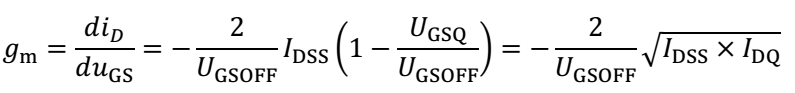 g_m = di_D / du_GS = − 2 / U_GSOFF I_DSS (1 − U_GSQ / U_GSOFF) = − 2 / U_GSOFF √(I_DSS × I_DQ)